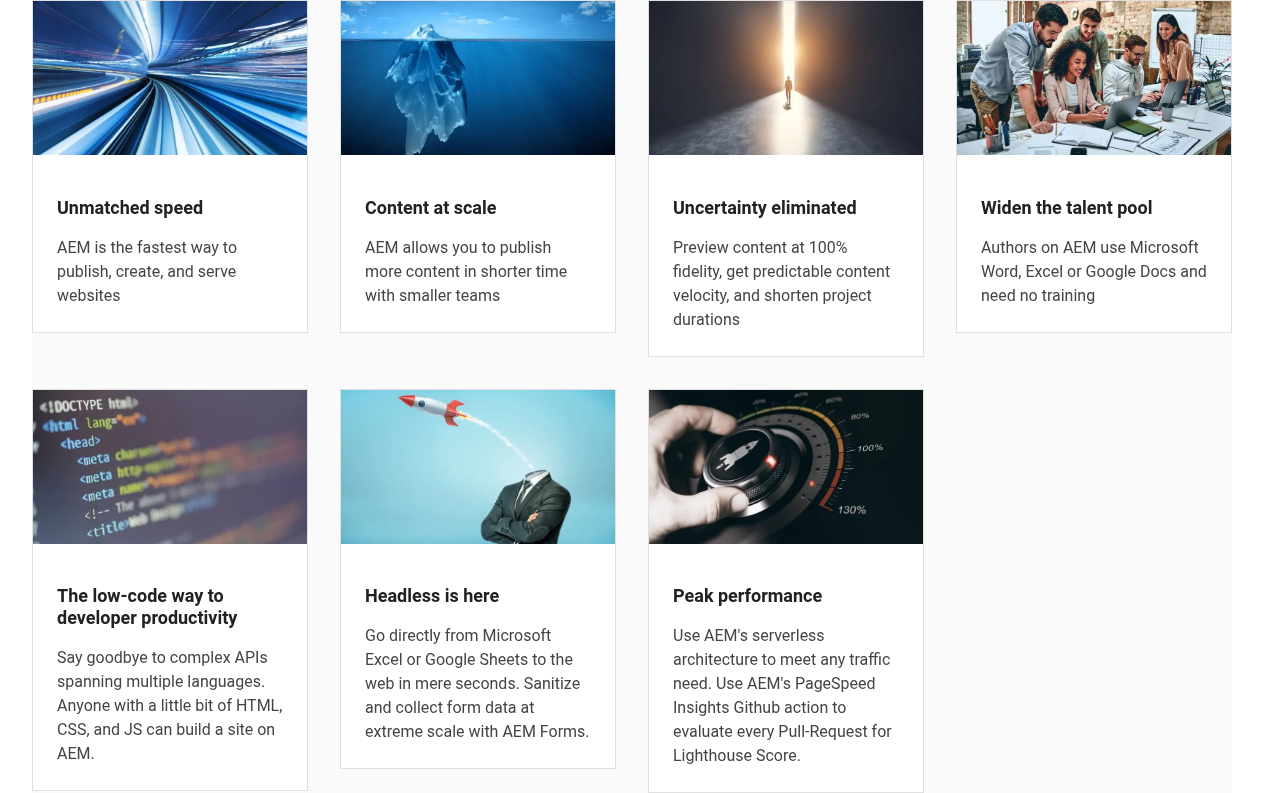 Unmatched speed
AEM is the fastest way to
publish, create, and serve
websites
Content at scale
AEM allows you to publish
more content in shorter time
with smaller teams
Uncertainty eliminated
Preview content at 100%
fidelity, get predictable content
velocity, and shorten project
durations
Widen the talent pool
Authors on AEM use Microsoft
Word, Excel or Google Docs and
need no training
<!DOCTYPE html>
<html lang="en">
<head>
<meta
<meta
<meta
<!-- The
<title>Web Design
The low-code way to
developer productivity
Say goodbye to complex APIs
spanning multiple languages.
Anyone with a little bit of HTML,
CSS, and JS can build a site on
AEM.
Headless is here
Go directly from Microsoft
Excel or Google Sheets to the
web in mere seconds. Sanitize
and collect form data at
extreme scale with AEM Forms.
60%
80%
100%
130%
Peak performance
Use AEM's serverless
architecture to meet any traffic
need. Use AEM's PageSpeed
Insights Github action to
evaluate every Pull-Request for
Lighthouse Score.